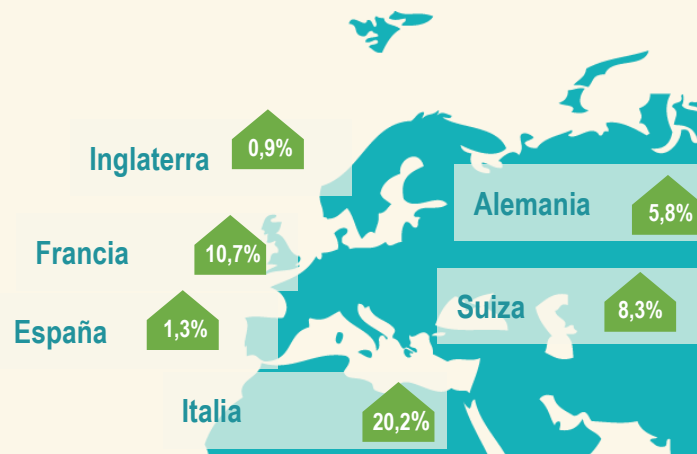 Inglaterra 0,9%
Alemania 5,8%
Francia 10,7%
Suiza 8,3%
España 1,3%
Italia 20,2%